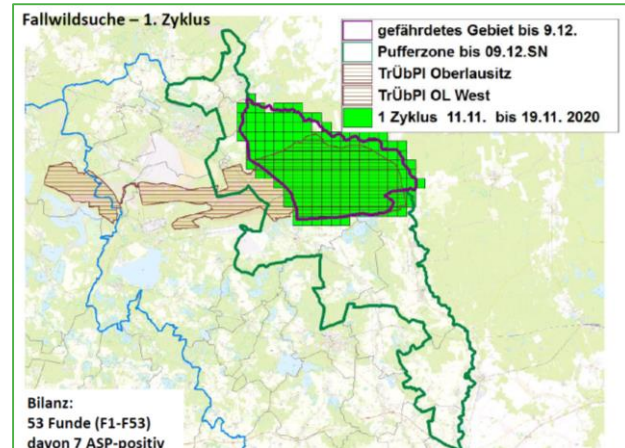 Fallwildsuche – 1. Zyklus
gefährdetes Gebiet bis 9.12.
Pufferzone bis 09.12.SN
TrÜbPl Oberlausitz
TrÜbPl OL West
1 Zyklus 11.11. bis 19.11. 2020
Bilanz:
53 Funde (F1-F53)
davon 7 ASP-positiv